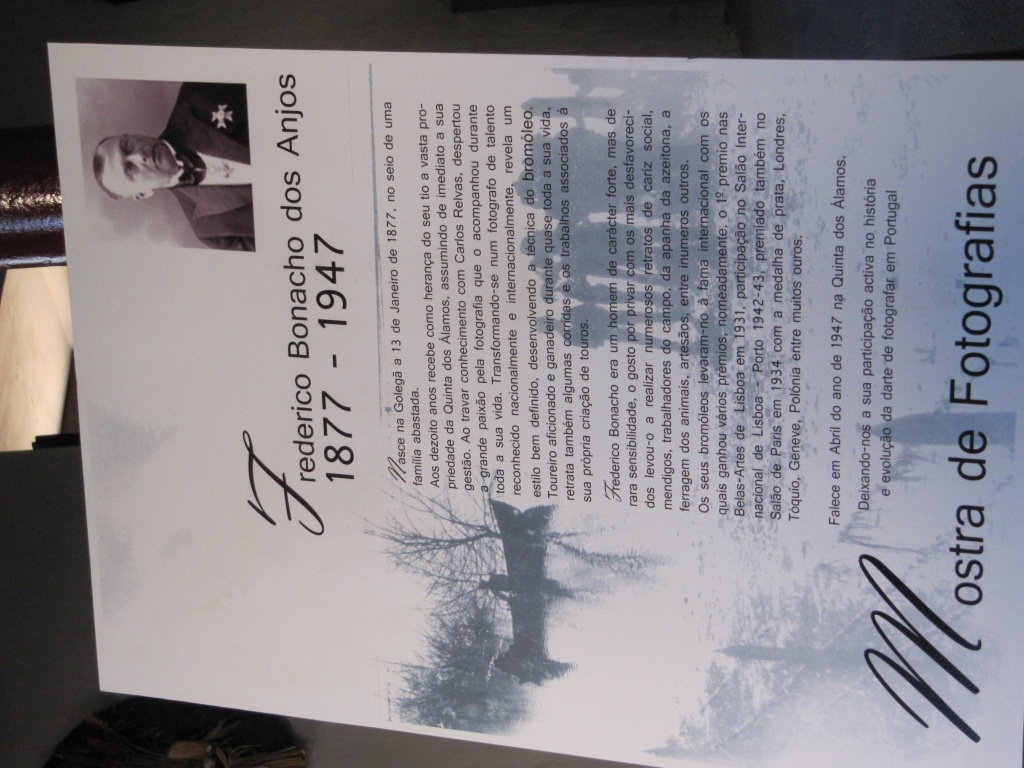 Frederico Bonacho dos Anjos
1877 - 1947
Nasce na Golegã a 13 de Janeiro de 1877, no seio de uma
família abastada.
Aos dezoito anos recebe como herança do seu tio a vasta pro-
priedade da Quinta dos Álamos, assumindo de imediato a sua
gestão. Ao travar conhecimento com Carlos Relvas, despertou
a grande paixão pela fotografia que o acompanhou durante
toda a sua vida. Transformando-se num fotografo de talento
reconhecido nacionalmente e internacionalmente, revela um
estilo bem definido, desenvolvendo a técnica do bromóleo.
Toureiro aficionado e ganadeiro durante quase toda a sua vida,
retrata também algumas corridas e os trabalhos associados à
sua própria criação de touros.
Frederico Bonacho era um homem de carácter forte, mas de
rara sensibilidade, o gosto por privar com os mais desfavoreci-
dos levou-o a realizar numerosos retratos de cariz social,
mendigos, trabalhadores do campo, da apanha da azeitona, a
ferragem dos animais, artesãos, entre inúmeros outros.
Os seus bromóleos levaram-no à fama internacional com os
quais ganhou vários prémios, nomeadamente, o 1º premio nas
Belas-Artes de Lisboa em 1931, participação no Salão Inter-
nacional de Lisboa - Porto 1942-43, premiado também no
Salão de Paris em 1934 com a medalha de prata, Londres,
Tóquio, Geneve, Polónia entre muitos ouros.
Falece em Abril do ano de 1947 na Quinta dos Álamos.
Deixando-nos a sua participação activa no história
e evolução da darte de fotografar em Portugal
Mostra de Fotografias